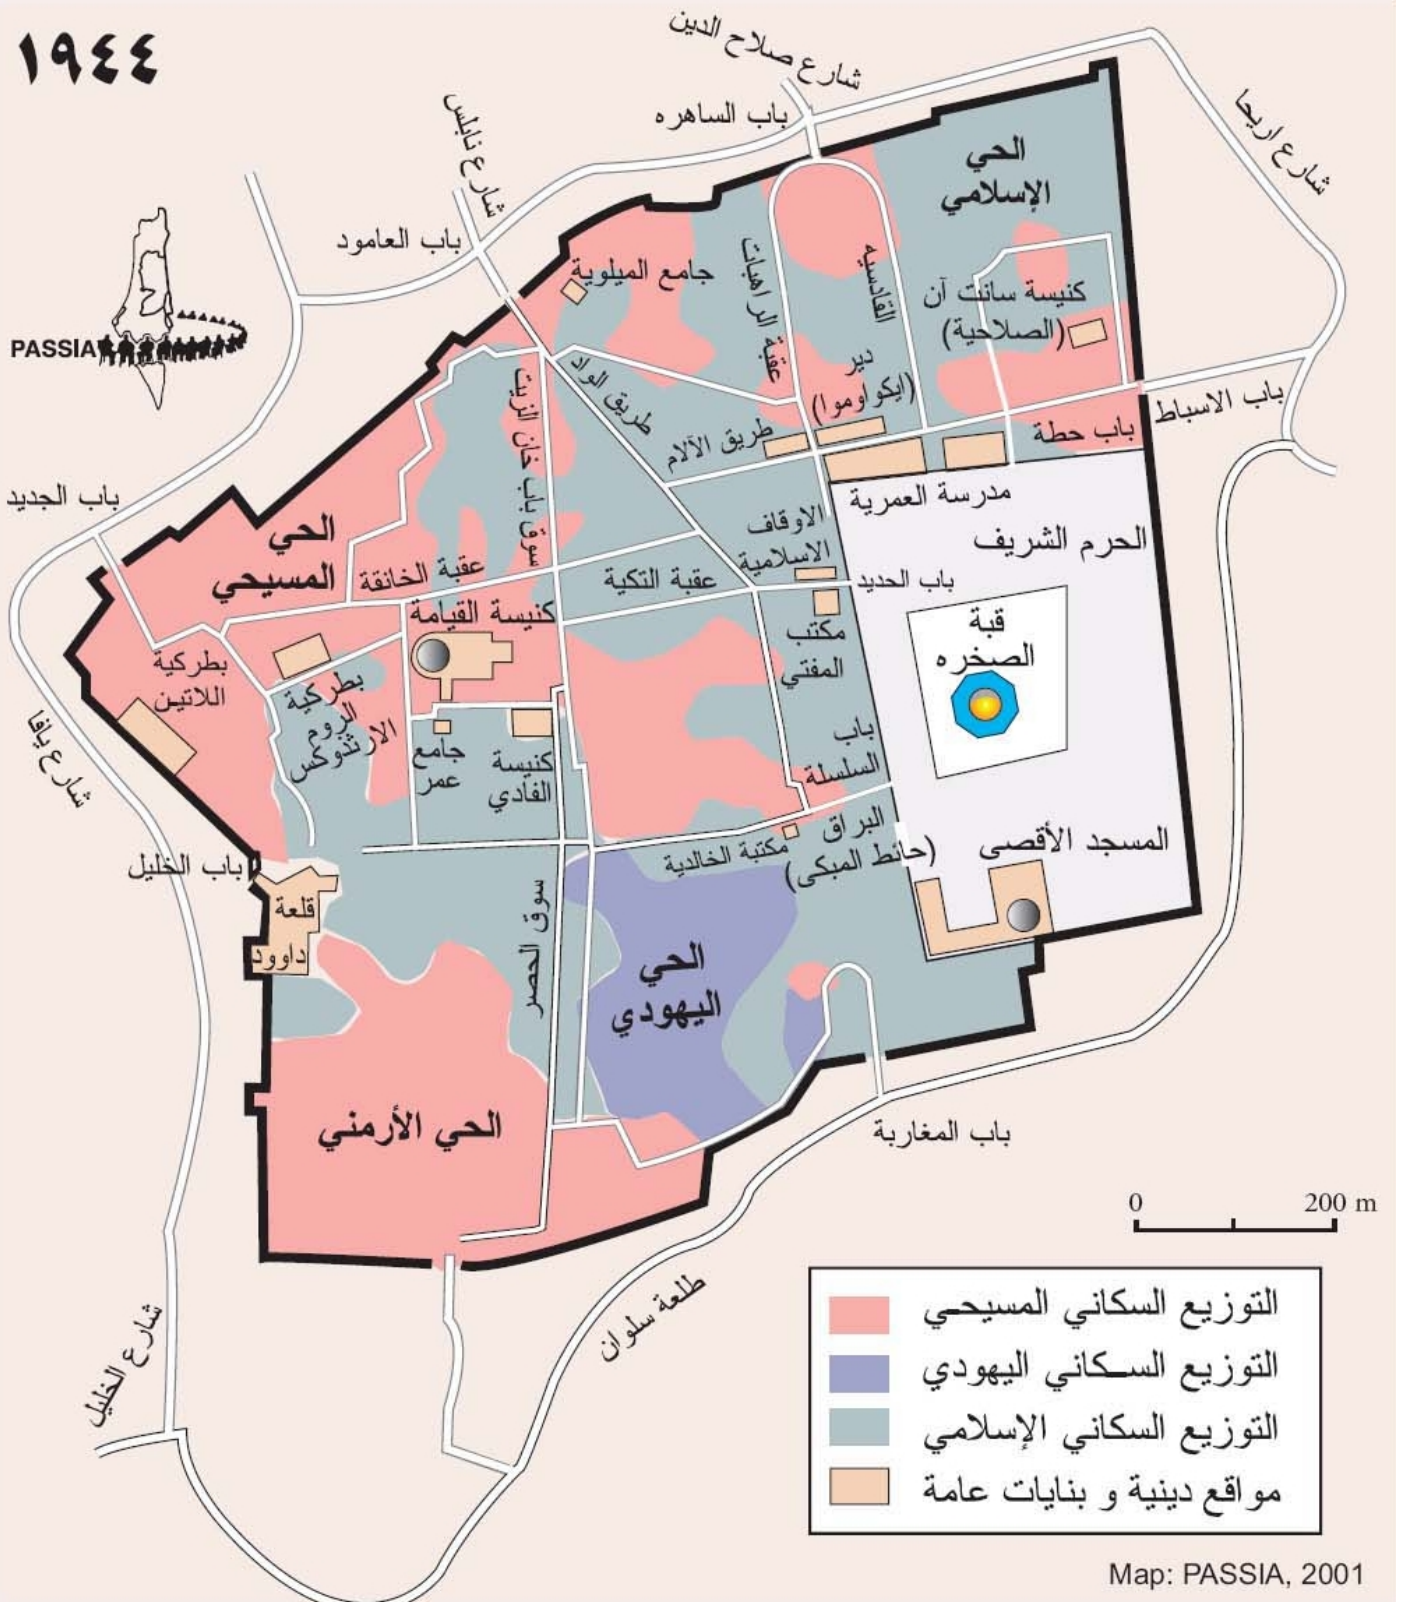 ١٩٤٤
شارع صلاح الدين
باب الساهره
شارع نابلس
شارع اريحا
الحي
الإسلامي
باب العامود
جامع الميلوية
عقبة الراهبات
القادسيه
كنيسة سانت آن
(الصلاحية)
PASSIA
دير
(ايكواوموا)
طريق الواد
سوق باب خان الزيت
طريق الآلام
باب حطة
باب الاسباط
باب الجديد
مدرسة العمرية
الحي
المسيحي
الاوقاف
الاسلامية
الحرم الشريف
عقبة الخانقة
عقبة التكية
باب الحديد
كنيسة القيامة
مكتب
المفتي
قبة
الصخره
بطركية
اللاتين
بطركية
الروم
الارثذوكس
شارع يافا
جامع
عمر
كنيسة
الفادي
باب
السلسلة
البراق
(حائط المبكى)
مكتبة الخالدية
المسجد الأقصى
باب الخليل
قلعة
داوود
سوق الحصر
الحي
اليهودي
الحي الأرمني
باب المغاربة
0 200 m
طلعة سلوان
شارع الخليل
التوزيع السكاني المسيحي
التوزيع السكاني اليهودي
التوزيع السكاني الإسلامي
مواقع دينية و بنايات عامة
Map: PASSIA, 2001